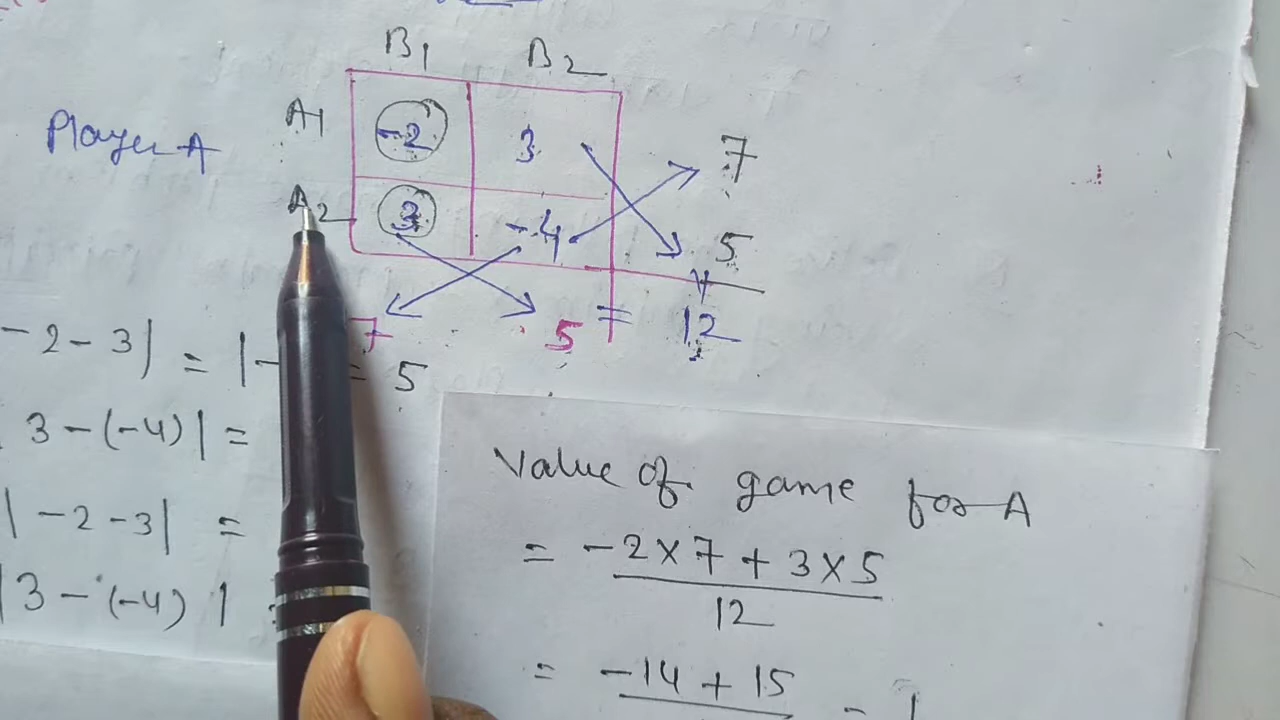 B1 B2
Player A
A1 -2 3 7
A2 3 -4 5
7 5 = 12
-2-3| = |- = 5
3-(-4)| =
|-2-3| =
|3-(-4)|
Value of game for A
= -2×7 + 3×5
12
= -14 + 15